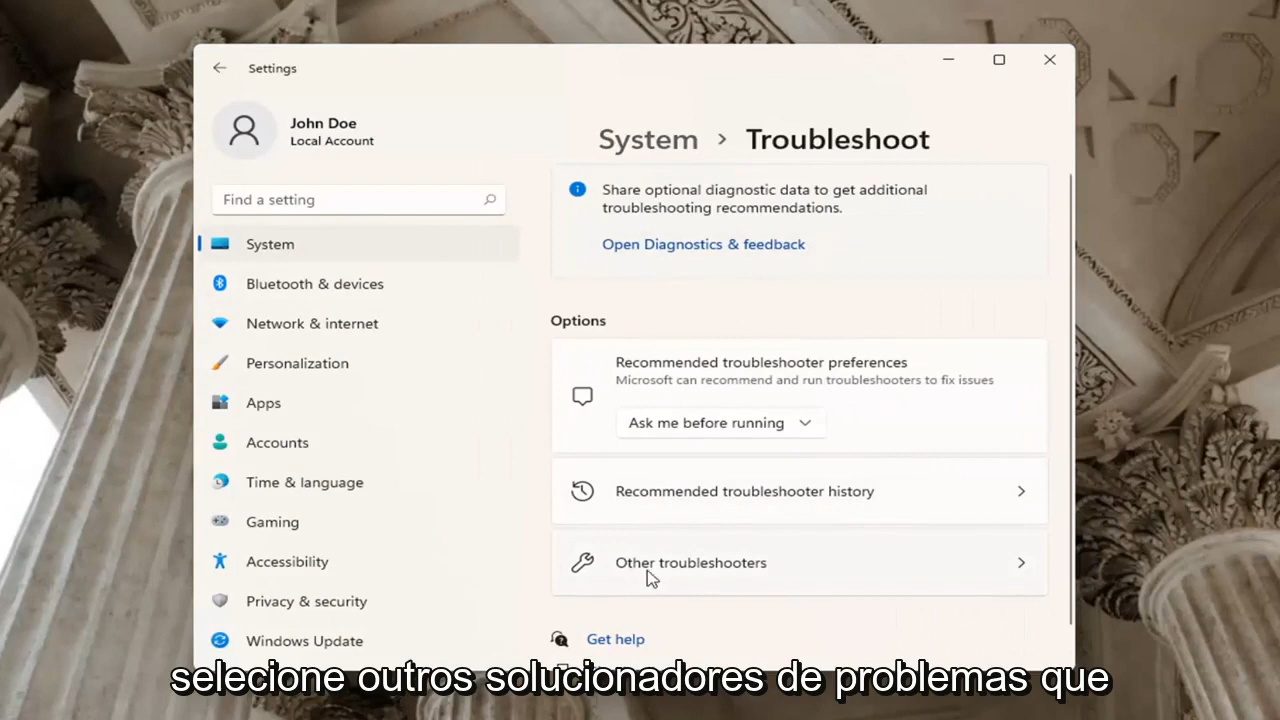 Settings
John Doe
Local Account
Find a setting
System
Bluetooth & devices
Network & internet
Personalization
Apps
Accounts
Time & language
Gaming
Accessibility
Privacy & security
Windows Update
System > Troubleshoot
Share optional diagnostic data to get additional
troubleshooting recommendations.
Open Diagnostics & feedback
Options
Recommended troubleshooter preferences
Microsoft can recommend and run troubleshooters to fix issues
Ask me before running
Recommended troubleshooter history
Other troubleshooters
Get help
selecione outros solucionadores de problemas que